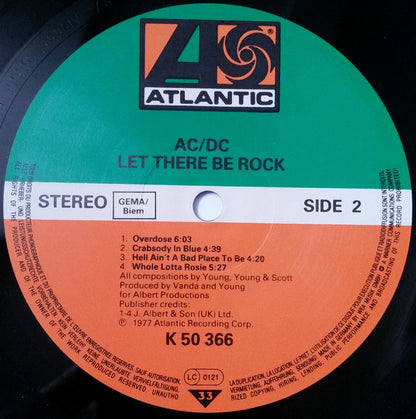 ATLANTIC
AC/DC
LET THERE BE ROCK
STEREO
GEMA/
Biem
SIDE 2
1. Overdose 6:03
2. Crabsody In Blue 4:39
3. Hell Ain't A Bad Place To Be 4:20
4. Whole Lotta Rosie 5:27
All compositions by Young, Young & Scott
Produced by Vanda and Young
for Albert Productions
Publisher credits:
1-4 J. Albert & Son (UK) Ltd.
℗ 1977 Atlantic Recording Corp.
K 50 366
LC 0121
33